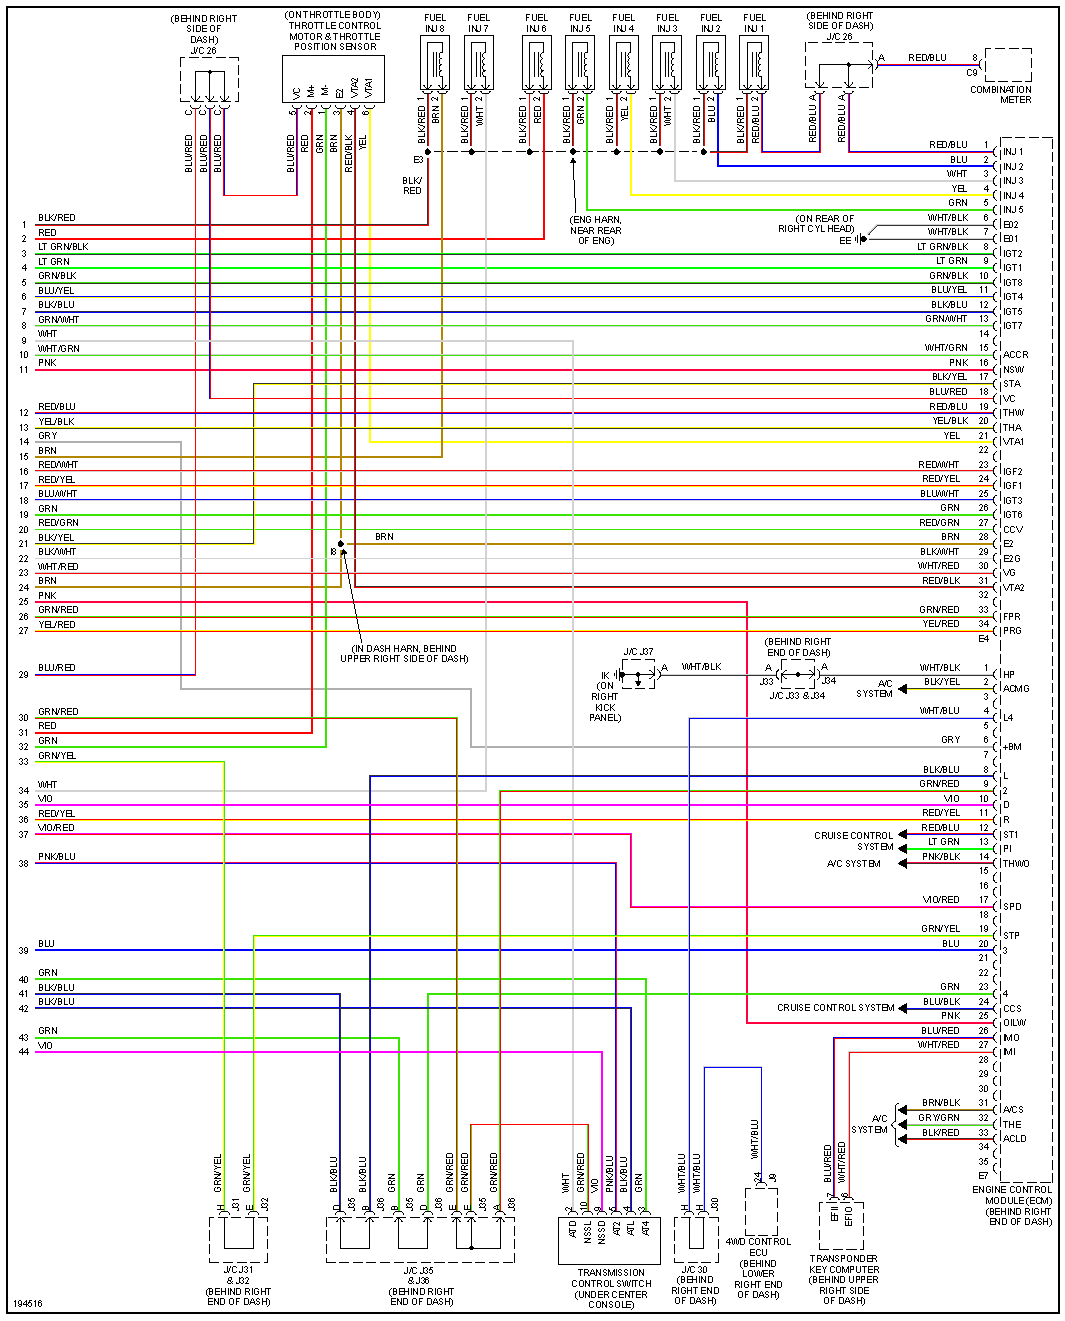 (BEHIND RIGHT
SIDE OF
DASH)
J/C 26
(ON THROTTLE BODY)
THROTTLE CONTROL
MOTOR & THROTTLE
POSITION SENSOR
FUEL
INJ 8
FUEL
INJ 7
FUEL
INJ 6
FUEL
INJ 5
FUEL
INJ 4
FUEL
INJ 3
FUEL
INJ 2
FUEL
INJ 1
(BEHIND RIGHT
SIDE OF DASH)
J/C 26
A
RED/BLU
8
C9
COMBINATION
METER
VC
M+
M-
E2
VTA2
VTA1
C
C
C
5
2
1
3
4
6
BLU/RED
BLU/RED
BLU/RED
BLU/RED
RED
GRN
BRN
RED/BLK
YEL
BLK/RED 1
BRN 2
BLK/RED 1
WHT 2
BLK/RED 1
RED 2
BLK/RED 1
GRN 2
BLK/RED 1
YEL 2
BLK/RED 1
WHT 2
BLK/RED 1
BLU 2
BLK/RED 1
RED/BLU 2
RED/BLU A
RED/BLU A
E3
BLK/
RED
(ENG HARN,
NEAR REAR
OF ENG)
(ON REAR OF
RIGHT CYL HEAD)
EE
1 BLK/RED
2 RED
3 LT GRN/BLK
4 LT GRN
5 GRN/BLK
6 BLU/YEL
7 BLK/BLU
8 GRN/WHT
9 WHT
10 WHT/GRN
11 PNK
12 RED/BLU
13 YEL/BLK
14 GRY
15 BRN
16 RED/WHT
17 RED/YEL
18 BLU/WHT
19 GRN
20 RED/GRN
21 BLK/YEL
22 BLK/WHT
23 WHT/RED
24 BRN
25 PNK
26 GRN/RED
27 YEL/RED
29 BLU/RED
30 GRN/RED
31 RED
32 GRN
33 GRN/YEL
34 WHT
35 VIO
36 RED/YEL
37 VIO/RED
38 PNK/BLU
39 BLU
40 GRN
41 BLK/BLU
42 BLK/BLU
43 GRN
44 VIO
RED/BLU 1 INJ 1
BLU 2 INJ 2
WHT 3 INJ 3
YEL 4 INJ 4
GRN 5 INJ 5
WHT/BLK 6 E02
WHT/BLK 7 E01
LT GRN/BLK 8 IGT2
LT GRN 9 IGT1
GRN/BLK 10 IGT8
BLU/YEL 11 IGT4
BLK/BLU 12 IGT5
GRN/WHT 13 IGT7
14
WHT/GRN 15 ACCR
PNK 16 NSW
BLK/YEL 17 STA
BLU/RED 18 VC
RED/BLU 19 THW
YEL/BLK 20 THA
YEL 21 VTA1
22
RED/WHT 23 IGF2
RED/YEL 24 IGF1
BLU/WHT 25 IGT3
GRN 26 IGT6
RED/GRN 27 CCV
BRN
BRN 28 E2
BLK/WHT 29 E2G
WHT/RED 30 VG
RED/BLK 31 VTA2
32
GRN/RED 33 FPR
YEL/RED 34 PRG
E4
I8
(IN DASH HARN, BEHIND
UPPER RIGHT SIDE OF DASH)
J/C J37
IK
(ON
RIGHT
KICK
PANEL)
A
WHT/BLK
(BEHIND RIGHT
END OF DASH)
A
J33
A
J34
J/C J33 & J34
WHT/BLK 1 HP
A/C
SYSTEM
BLK/YEL 2 ACMG
3
WHT/BLU 4 L4
5
GRY 6 +BM
7
BLK/BLU 8 L
GRN/RED 9 2
VIO 10 D
RED/YEL 11 R
CRUISE CONTROL
SYSTEM
RED/BLU 12 ST1
LT GRN 13 PI
A/C SYSTEM
PNK/BLK 14 THWO
15
16
VIO/RED 17 SPD
18
GRN/YEL 19 STP
BLU 20 3
21
22
GRN 23 4
CRUISE CONTROL SYSTEM
BLU/BLK 24 CCS
PNK 25 OILW
BLU/RED 26 IMO
WHT/RED 27 IMI
28
29
30
A/C
SYSTEM
BRN/BLK 31 A/CS
GRY/GRN 32 THE
BLK/RED 33 ACLD
34
35
E7
ENGINE CONTROL
MODULE (ECM)
(BEHIND RIGHT
END OF DASH)
GRN/YEL
H
J31
GRN/YEL
E
J32
J/C J31
& J32
(BEHIND RIGHT
END OF DASH)
BLK/BLU
D
J35
BLK/BLU
B
J36
GRN
B
J35
GRN
D
J36
GRN/RED
E
GRN/RED
E
J35
GRN/RED
A
J36
J/C J35
& J36
(BEHIND RIGHT
END OF DASH)
WHT
GRN/RED
VIO
PNK/BLU
BLK/BLU
GRN
2
10
9
5
4
3
ATD
NSSL
NSSD
AT2
ATL
AT4
TRANSMISSION
CONTROL SWITCH
(UNDER CENTER
CONSOLE)
WHT/BLU
H
WHT/BLU
H
J30
J/C 30
(BEHIND
RIGHT END
OF DASH)
WHT/BLU
24
J9
4WD CONTROL
ECU
(BEHIND
LOWER
RIGHT END
OF DASH)
BLU/RED
7
WHT/RED
6
EFII
EFIO
TRANSPONDER
KEY COMPUTER
(BEHIND UPPER
RIGHT SIDE
OF DASH)
194516